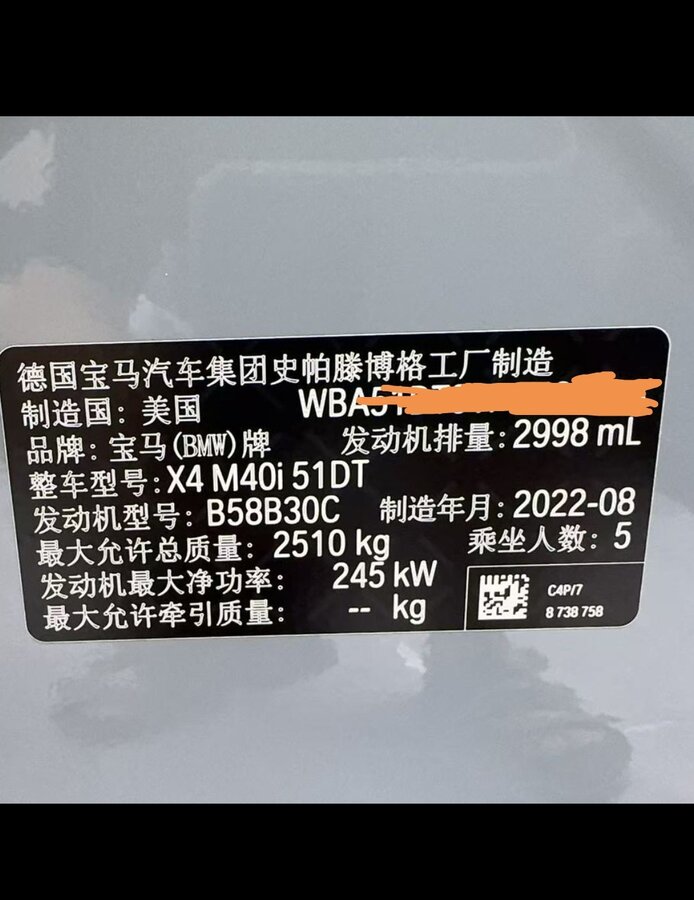 德国宝马汽车集团史帕滕博格工厂制造
制造国: 美国 WBA51
品牌: 宝马(BMW)牌 发动机排量: 2998 mL
整车型号: X4 M40i 51DT
发动机型号: B58B30C 制造年月: 2022-08
最大允许总质量: 2510 kg 乘坐人数: 5
发动机最大净功率: 245 kW
最大允许牵引质量: -- kg
C4P/7
8 738 758